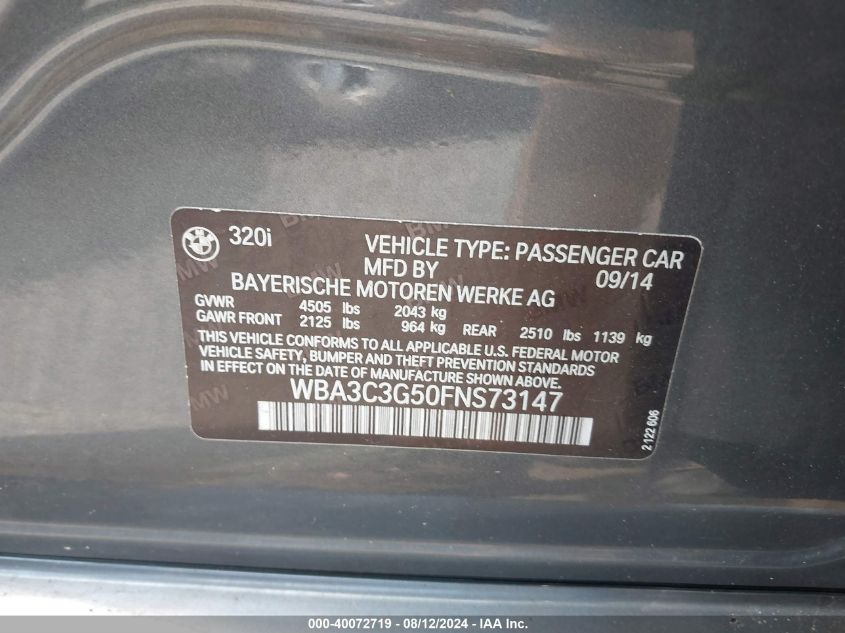 320i VEHICLE TYPE: PASSENGER CAR
MFD BY 09/14
BAYERISCHE MOTOREN WERKE AG
GVWR 4505 lbs 2043 kg
GAWR FRONT 2125 lbs 964 kg REAR 2510 lbs 1139 kg
THIS VEHICLE CONFORMS TO ALL APPLICABLE U.S. FEDERAL MOTOR
VEHICLE SAFETY, BUMPER AND THEFT PREVENTION STANDARDS
IN EFFECT ON THE DATE OF MANUFACTURE SHOWN ABOVE.
WBA3C3G50FNS73147
2 122 606
000-40072719 - 08/12/2024 - IAA Inc.